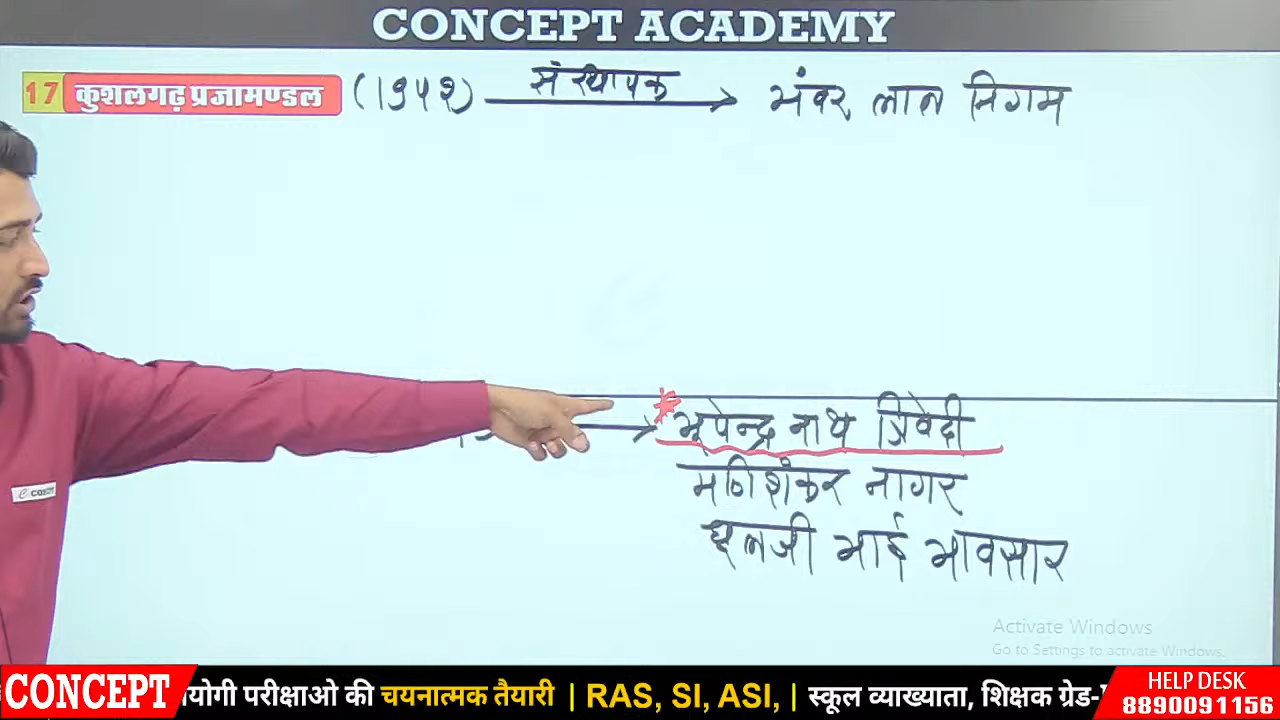 CONCEPT ACADEMY
17 कुशलगढ़ प्रजामण्डल (1942) संस्थापक भंवर लाल निगम
* भूपेन्द्र नाथ त्रिवेदी
मणिशंकर नागर
धूलजी भाई भावसार
Activate Windows
Go to Settings to activate Windows.
CONCEPT योगी परीक्षाओ की चयनात्मक तैयारी | RAS, SI, ASI, | स्कूल व्याख्याता, शिक्षक ग्रेड-
HELP DESK
8890091156